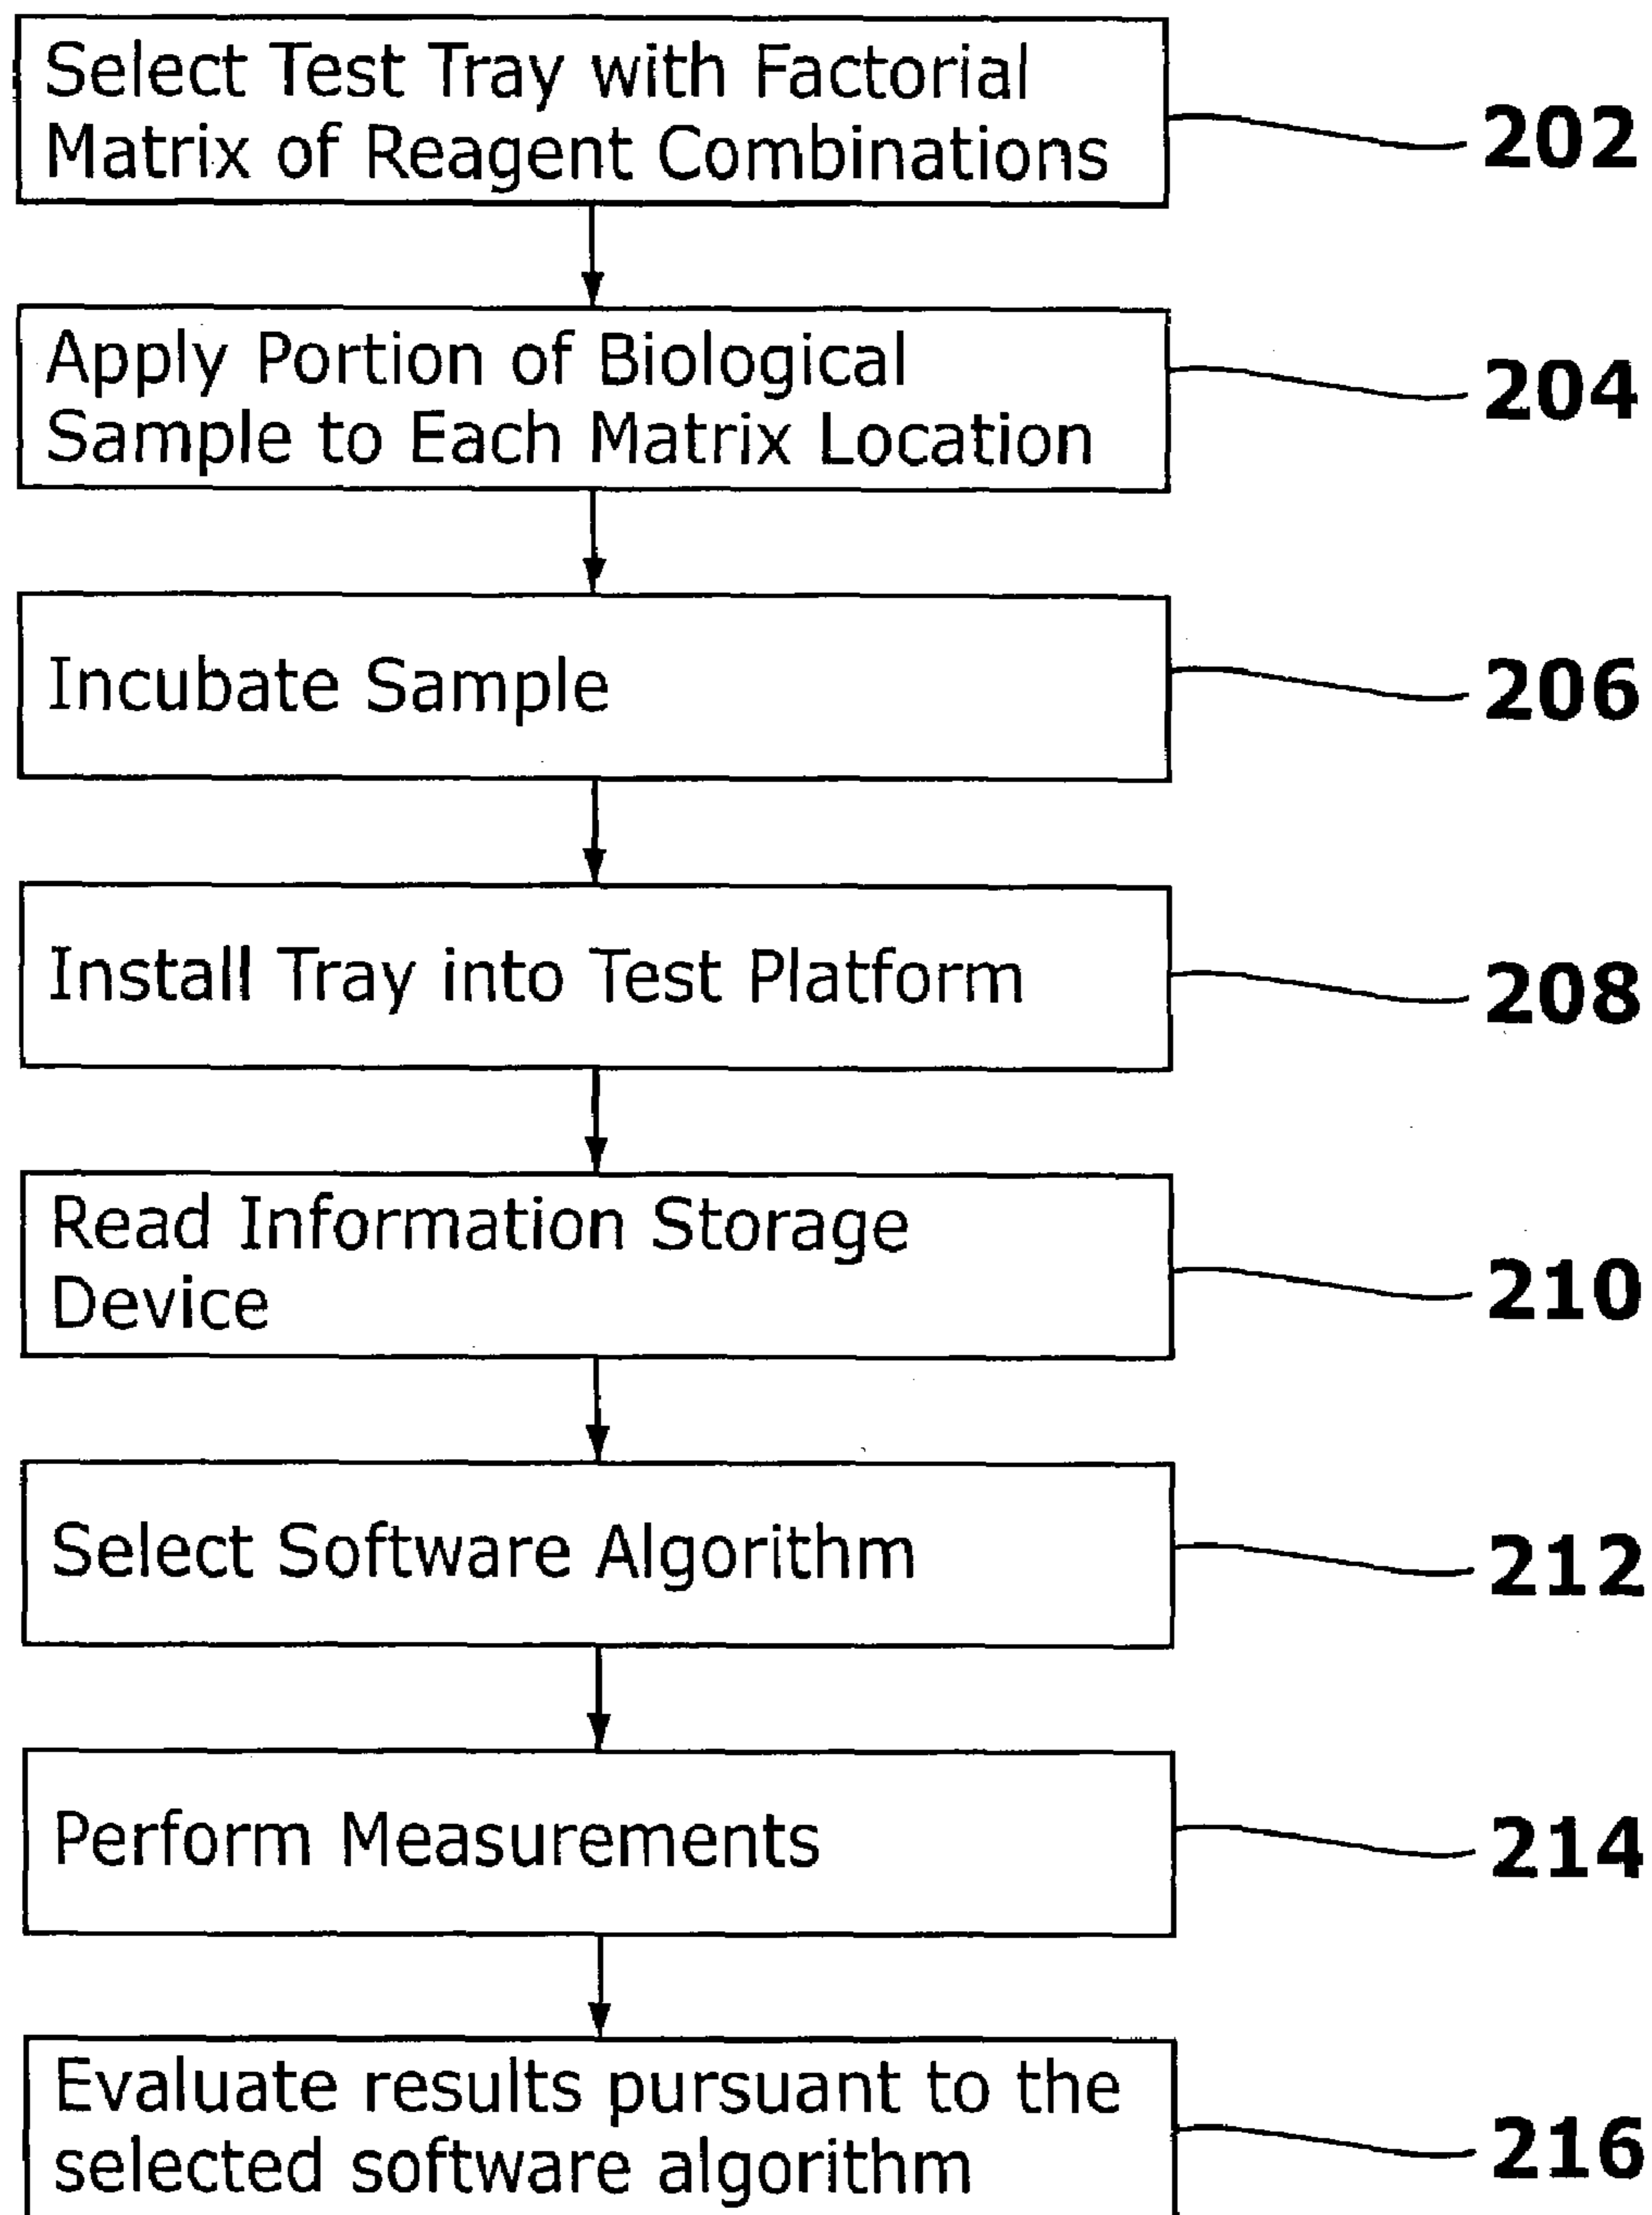 Select Test Tray with Factorial
Matrix of Reagent Combinations
202
Apply Portion of Biological
Sample to Each Matrix Location
204
Incubate Sample
206
Install Tray into Test Platform
208
Read Information Storage
Device
210
Select Software Algorithm
212
Perform Measurements
214
Evaluate results pursuant to the
selected software algorithm
216